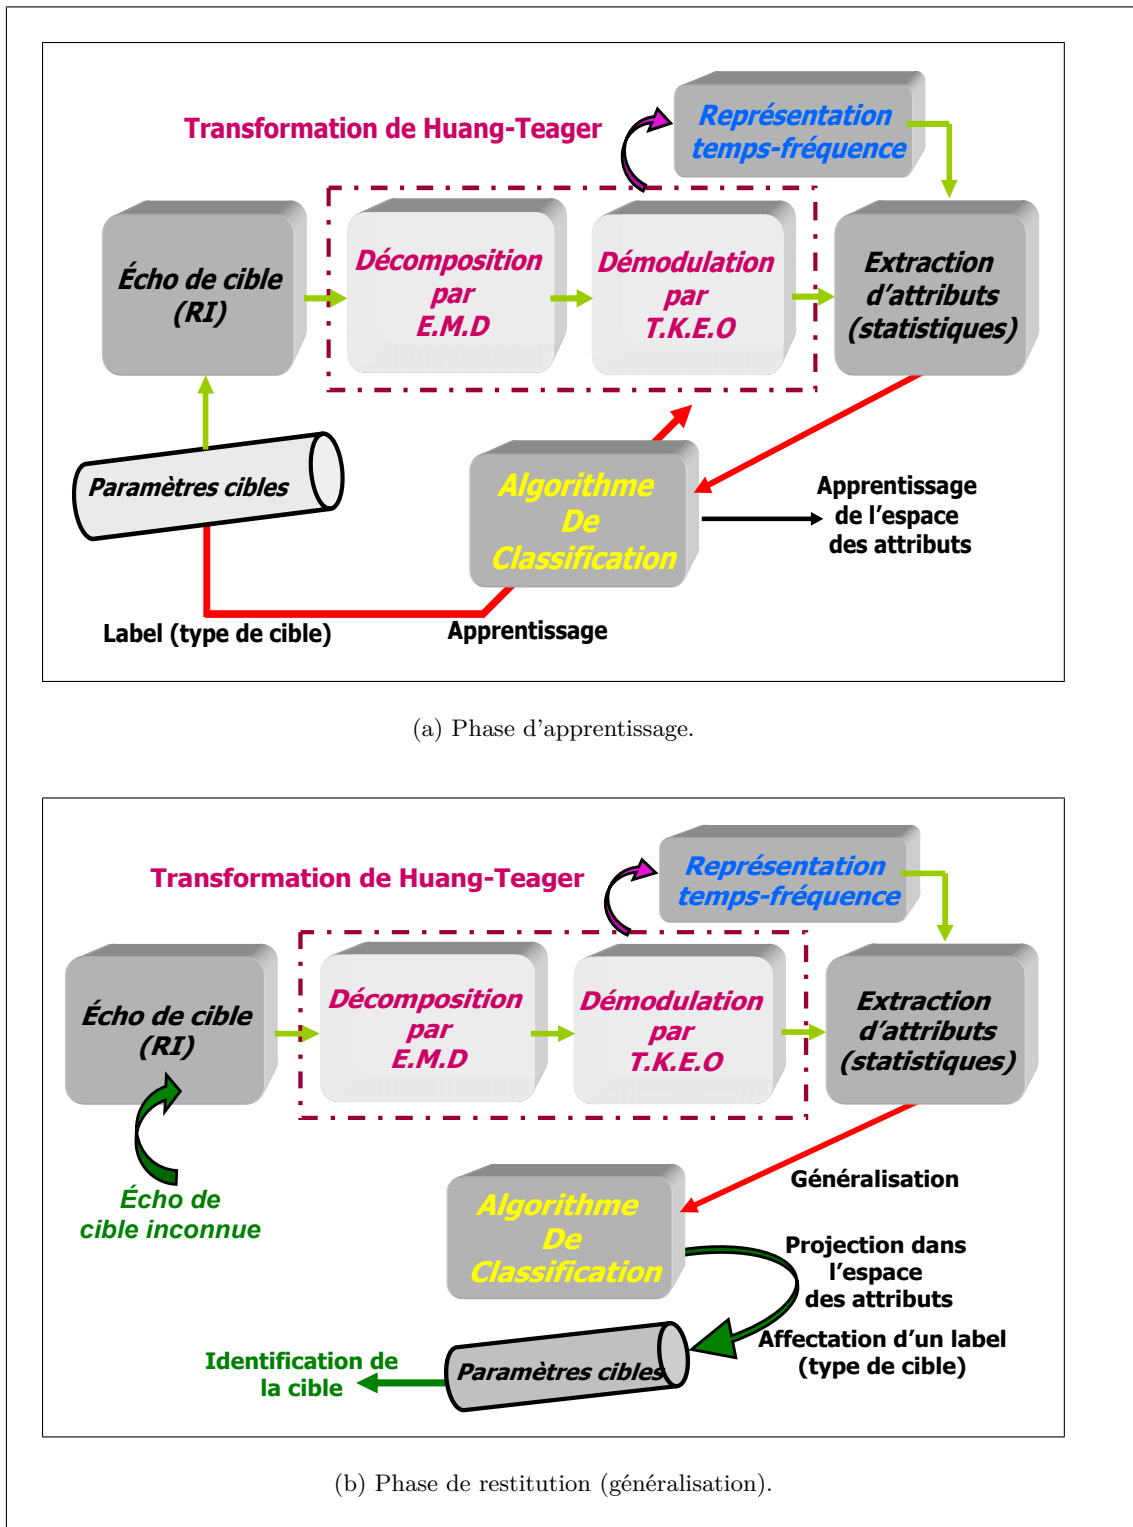 Transformation de Huang-Teager
Représentation
temps-fréquence
Écho de cible
(RI)
Décomposition
par
E.M.D
Démodulation
par
T.K.E.O
Extraction
d'attributs
(statistiques)
Paramètres cibles
Algorithme
De
Classification
Apprentissage
de l'espace
des attributs
Label (type de cible)
Apprentissage
(a) Phase d'apprentissage.
Transformation de Huang-Teager
Représentation
temps-fréquence
Écho de cible
(RI)
Décomposition
par
E.M.D
Démodulation
par
T.K.E.O
Extraction
d'attributs
(statistiques)
Écho de
cible inconnue
Généralisation
Algorithme
De
Classification
Projection dans
l'espace
des attributs
Affectation d'un label
(type de cible)
Paramètres cibles
Identification de
la cible
(b) Phase de restitution (généralisation).